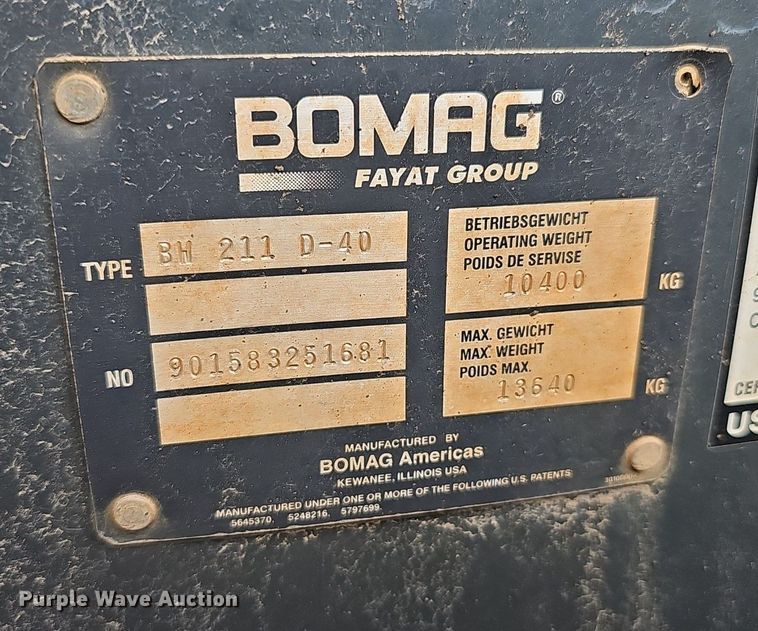 BOMAG®
FAYAT GROUP
TYPE BW 211 D-40
BETRIEBSGEWICHT
OPERATING WEIGHT
POIDS DE SERVISE
10400 KG
NO 901583251681
MAX. GEWICHT
MAX. WEIGHT
POIDS MAX.
13640 KG
MANUFACTURED BY
BOMAG Americas
KEWANEE, ILLINOIS USA
MANUFACTURED UNDER ONE OR MORE OF THE FOLLOWING U.S. PATENTS:
5645370, 5248216, 5797699,
US
Purple Wave Auction